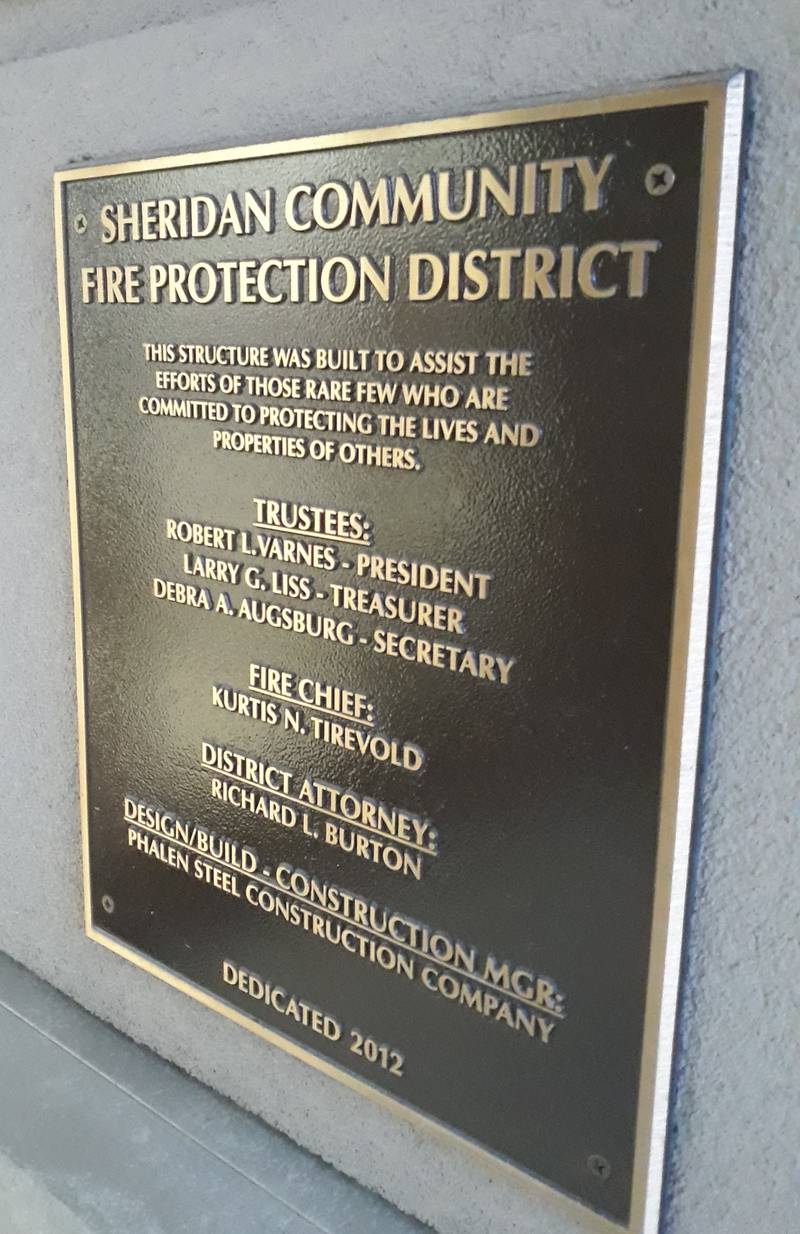 SHERIDAN COMMUNITY
FIRE PROTECTION DISTRICT
THIS STRUCTURE WAS BUILT TO ASSIST THE
EFFORTS OF THOSE RARE FEW WHO ARE
COMMITTED TO PROTECTING THE LIVES AND
PROPERTIES OF OTHERS.
TRUSTEES:
ROBERT L.VARNES - PRESIDENT
LARRY G. LISS - TREASURER
DEBRA A. AUGSBURG - SECRETARY
FIRE CHIEF:
KURTIS N. TIREVOLD
DISTRICT ATTORNEY:
RICHARD L. BURTON
DESIGN/BUILD - CONSTRUCTION MGR:
PHALEN STEEL CONSTRUCTION COMPANY
DEDICATED 2012